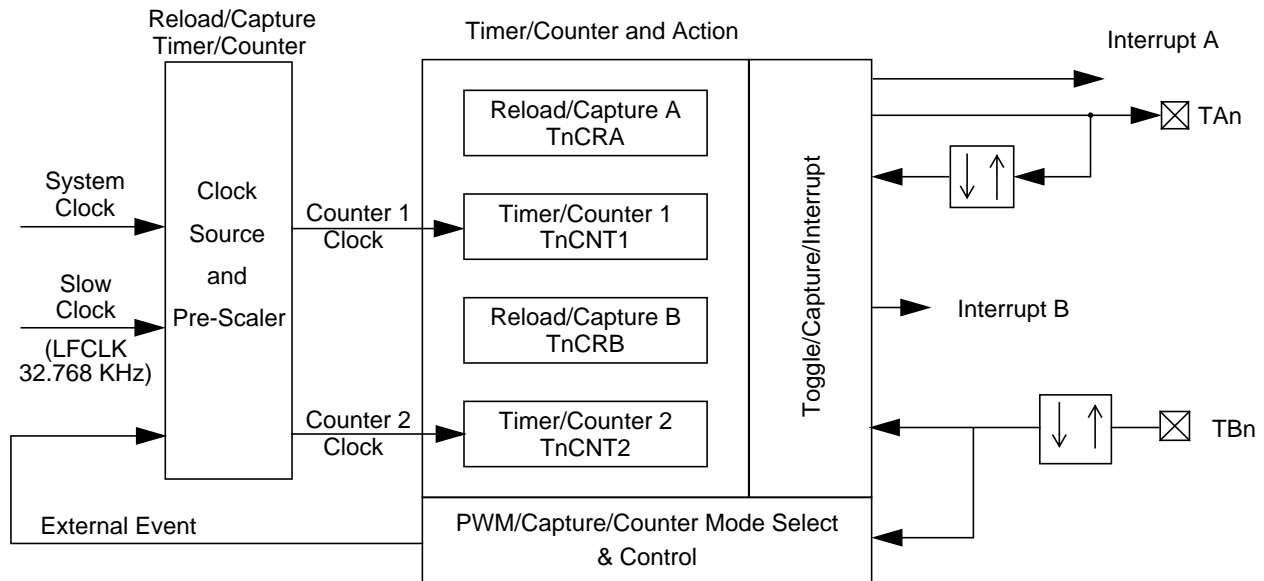 Reload/Capture
Timer/Counter
Timer/Counter and Action
Interrupt A
Reload/Capture A
TnCRA
TAn
System
Clock
Clock
Source
and
Pre-Scaler
Counter 1
Clock
Timer/Counter 1
TnCNT1
Toggle/Capture/Interrupt
Slow
Clock
(LFCLK
32.768 KHz)
Reload/Capture B
TnCRB
Interrupt B
Counter 2
Clock
Timer/Counter 2
TnCNT2
TBn
External Event
PWM/Capture/Counter Mode Select
& Control